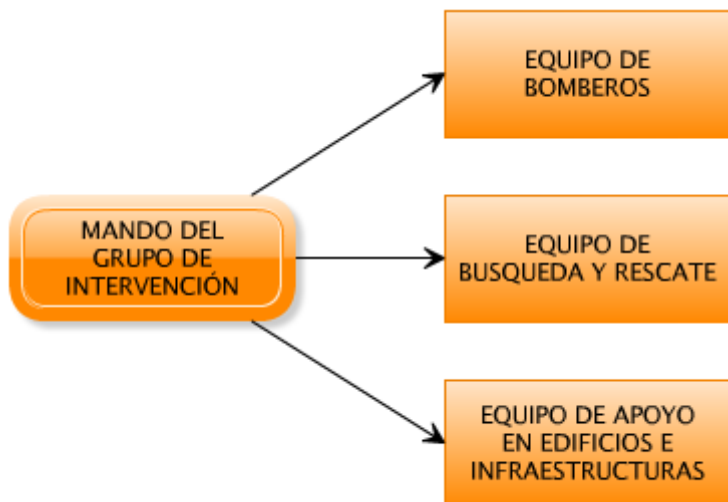 EQUIPO DE
BOMBEROS
MANDO DEL
GRUPO DE
INTERVENCIÓN
EQUIPO DE
BUSQUEDA Y RESCATE
EQUIPO DE APOYO
EN EDIFICIOS E
INFRAESTRUCTURAS